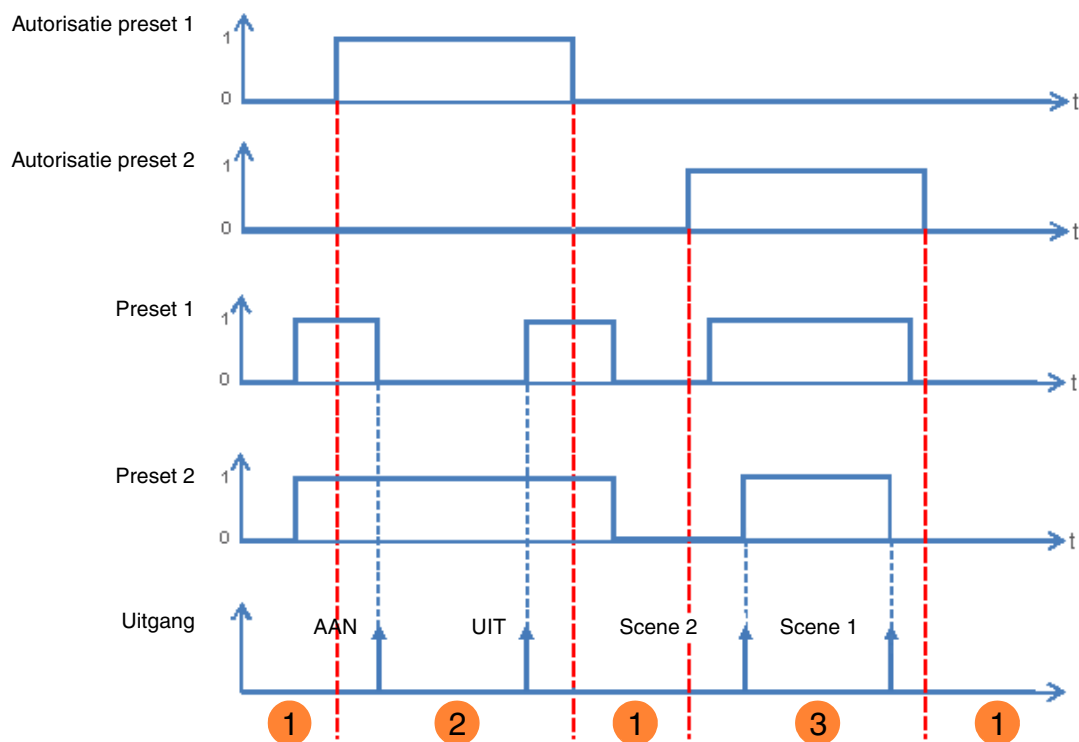 Autorisatie preset 1
1
0
t
Autorisatie preset 2
1
0
t
Preset 1
1
0
t
Preset 2
1
0
t
Uitgang
AAN
UIT
Scene 2
Scene 1
1
2
1
3
1